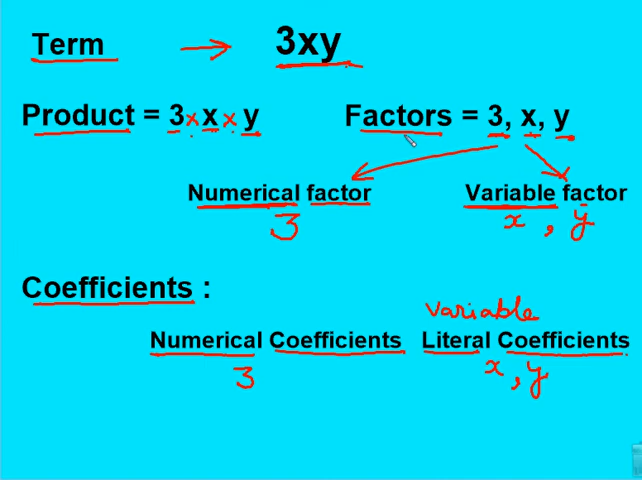 Term → 3xy
Product = 3 × x × y Factors = 3, x, y
Numerical factor Variable factor
3 x , y
Coefficients :
Variable
Numerical Coefficients Literal Coefficients
3 x , y